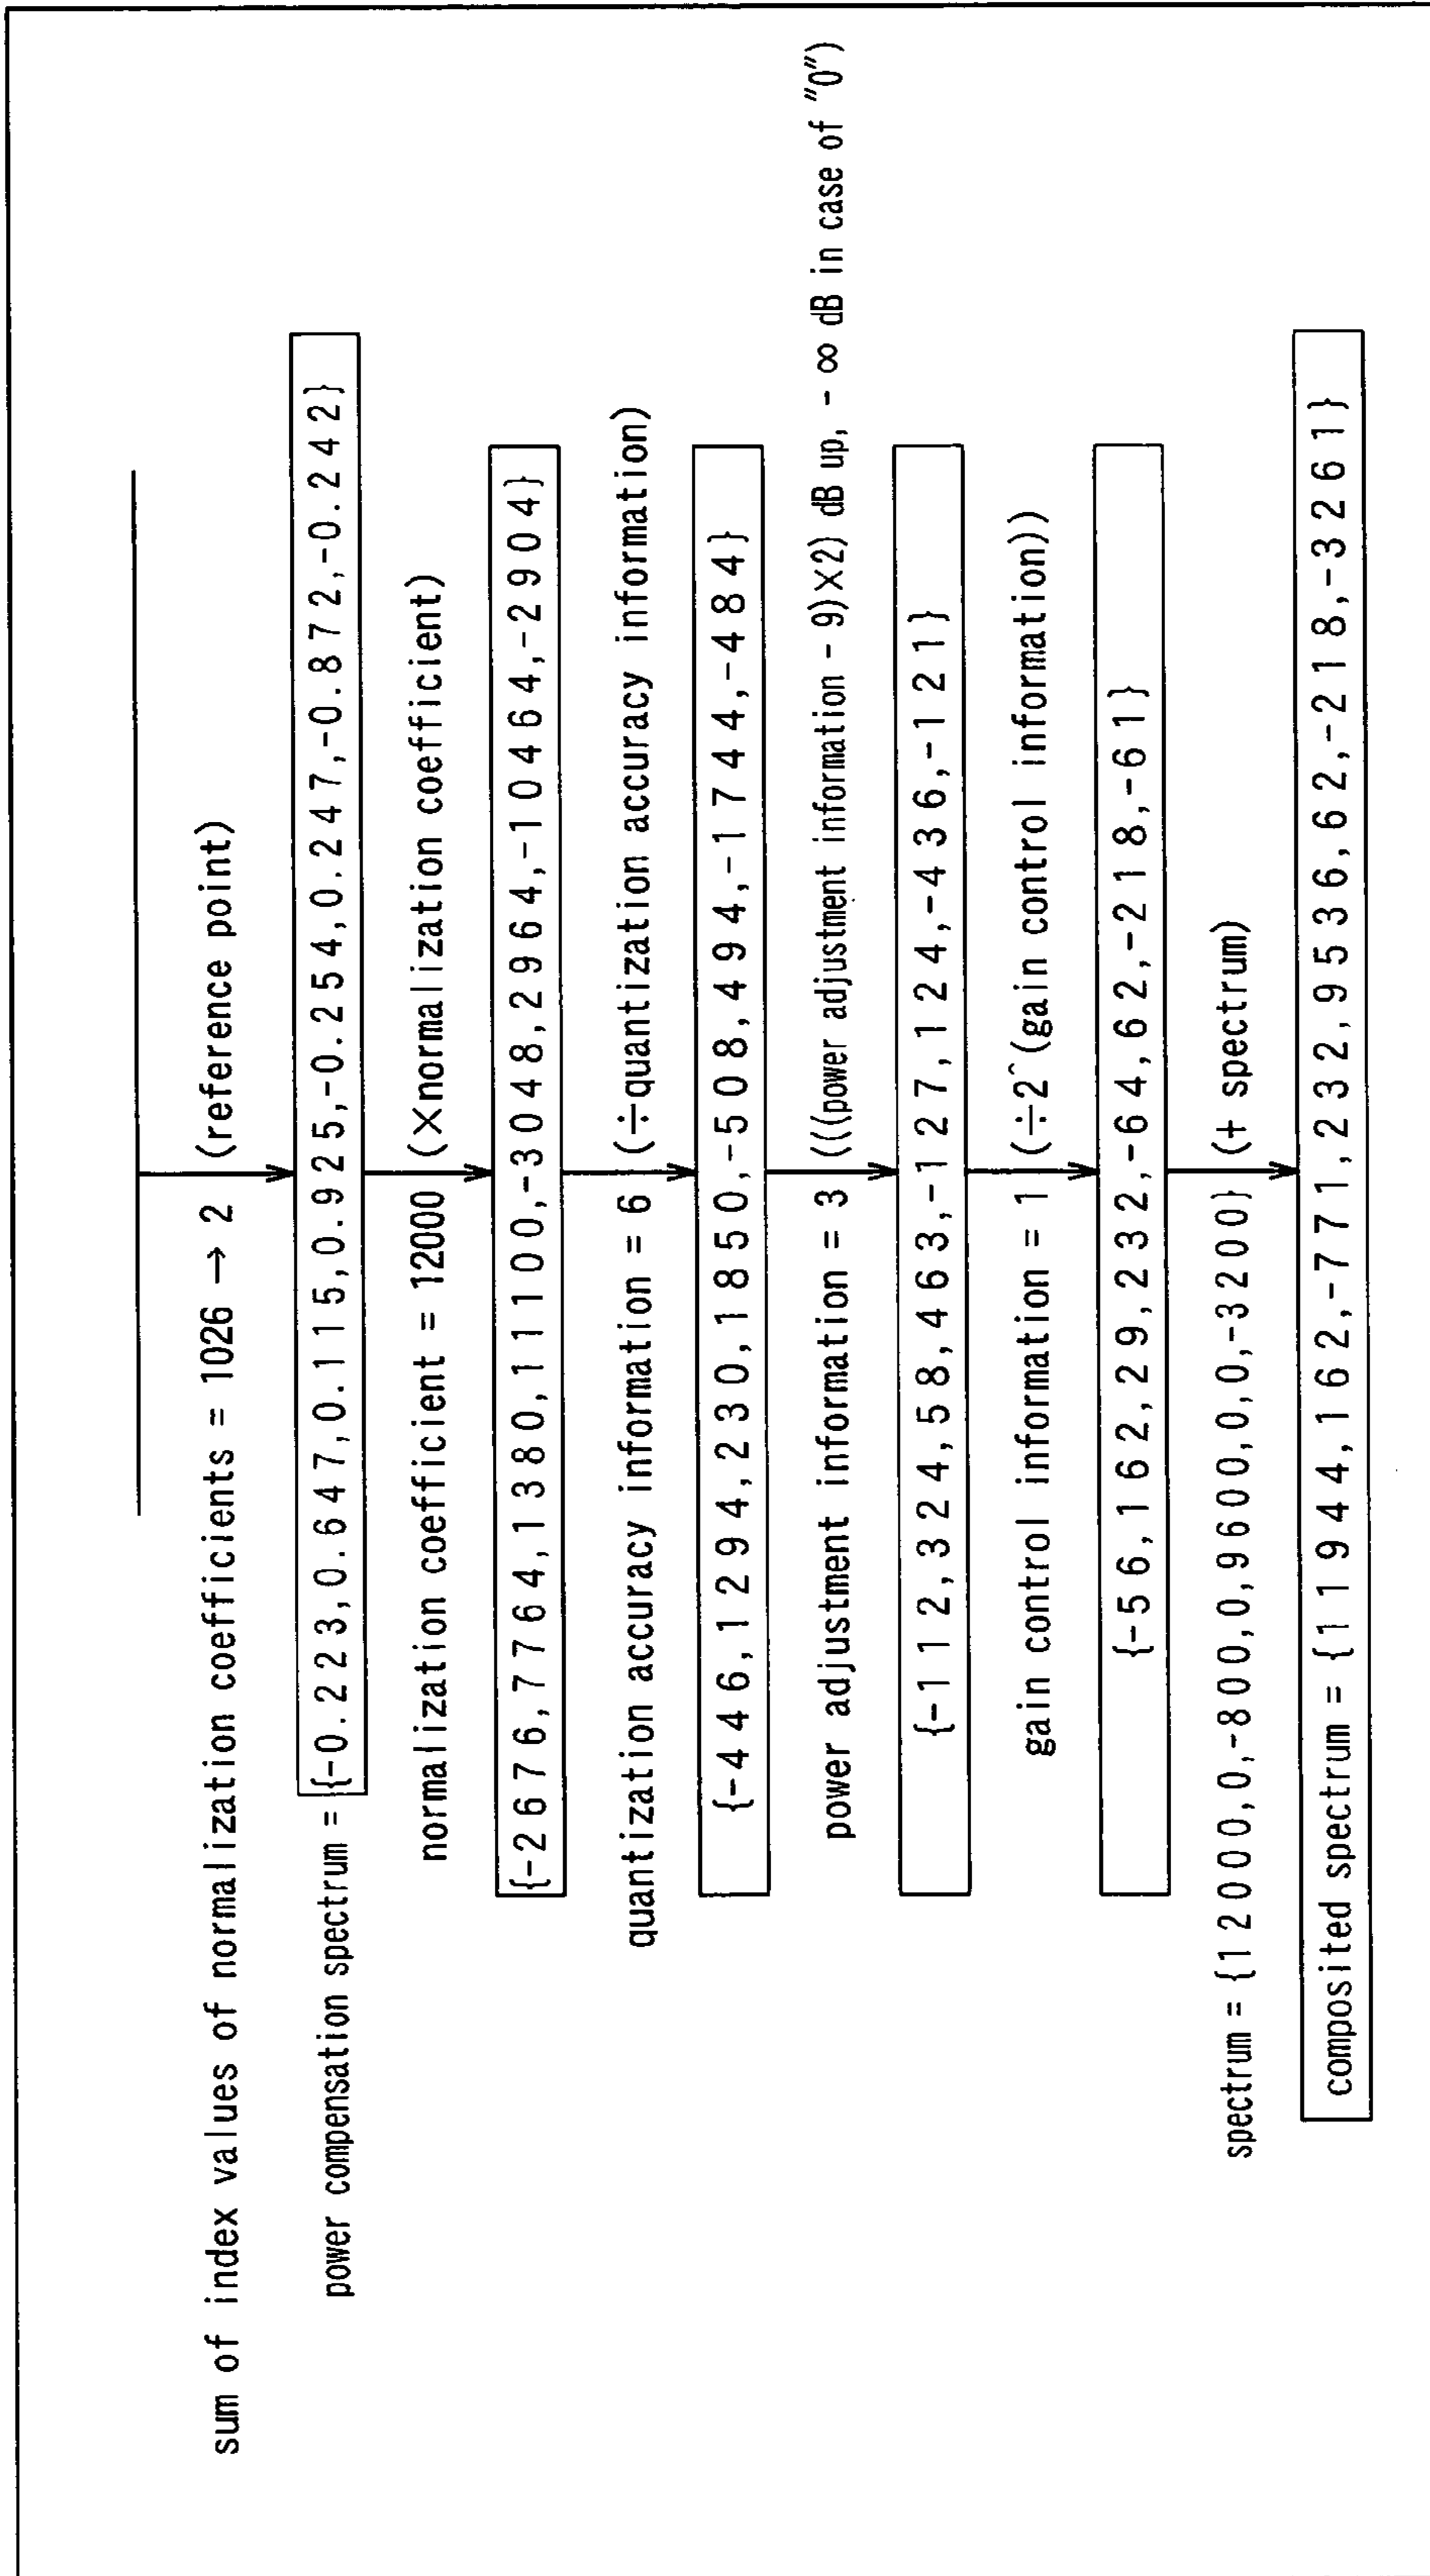 sum of index values of normalization coefficients = 1026 → 2 (reference point)
power compensation spectrum = {-0.223,0.647,0.115,0.925,-0.254,0.247,-0.872,-0.242}
normalization coefficient = 12000 (×normalization coefficient)
{-2676,7764,1380,11100,-3048,2964,-10464,-2904}
quantization accuracy information = 6 (÷quantization accuracy information)
{-446,1294,230,1850,-508,494,-1744,-484}
power adjustment information = 3 (((power adjustment information - 9)×2) dB up, - ∞ dB in case of "0")
{-112,324,58,463,-127,124,-436,-121}
gain control information = 1 (÷2^(gain control information))
{-56,162,29,232,-64,62,-218,-61}
spectrum = {12000,0,-800,0,9600,0,0,-3200} (+ spectrum)
composited spectrum = {11944,162,-771,232,9536,62,-218,-3261}